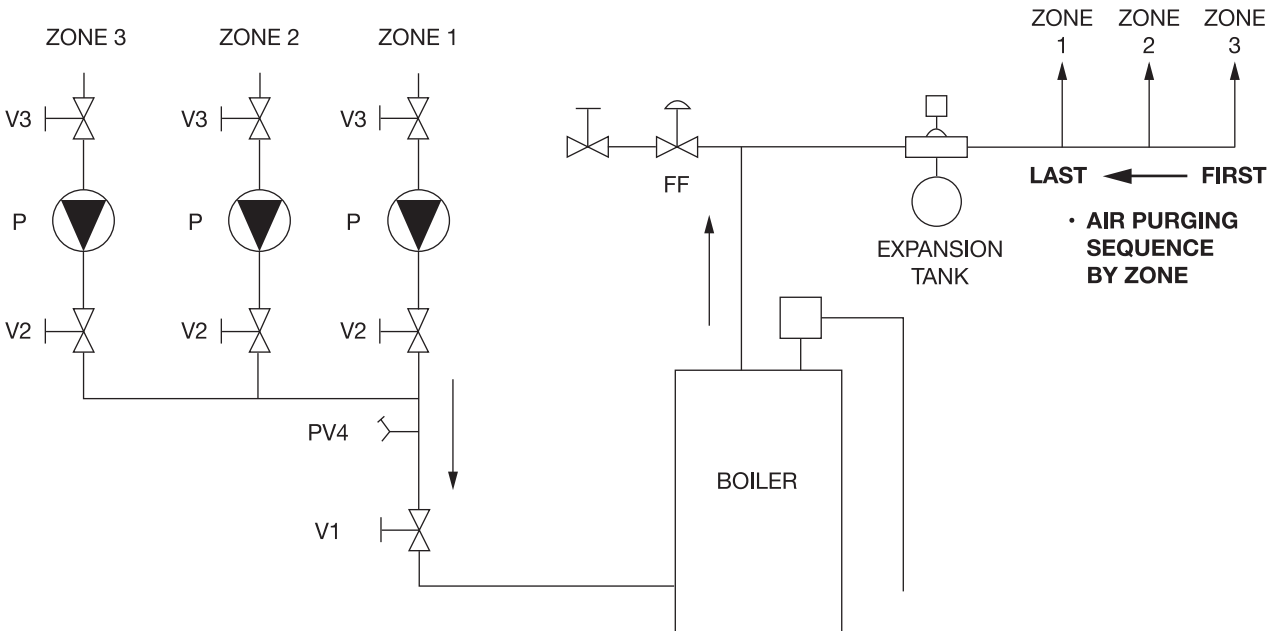 ZONE 3
ZONE 2
ZONE 1
ZONE
1
ZONE
2
ZONE
3
V3
V3
V3
FF
LAST
FIRST
P
P
P
EXPANSION
TANK
• AIR PURGING
SEQUENCE
BY ZONE
V2
V2
V2
PV4
BOILER
V1